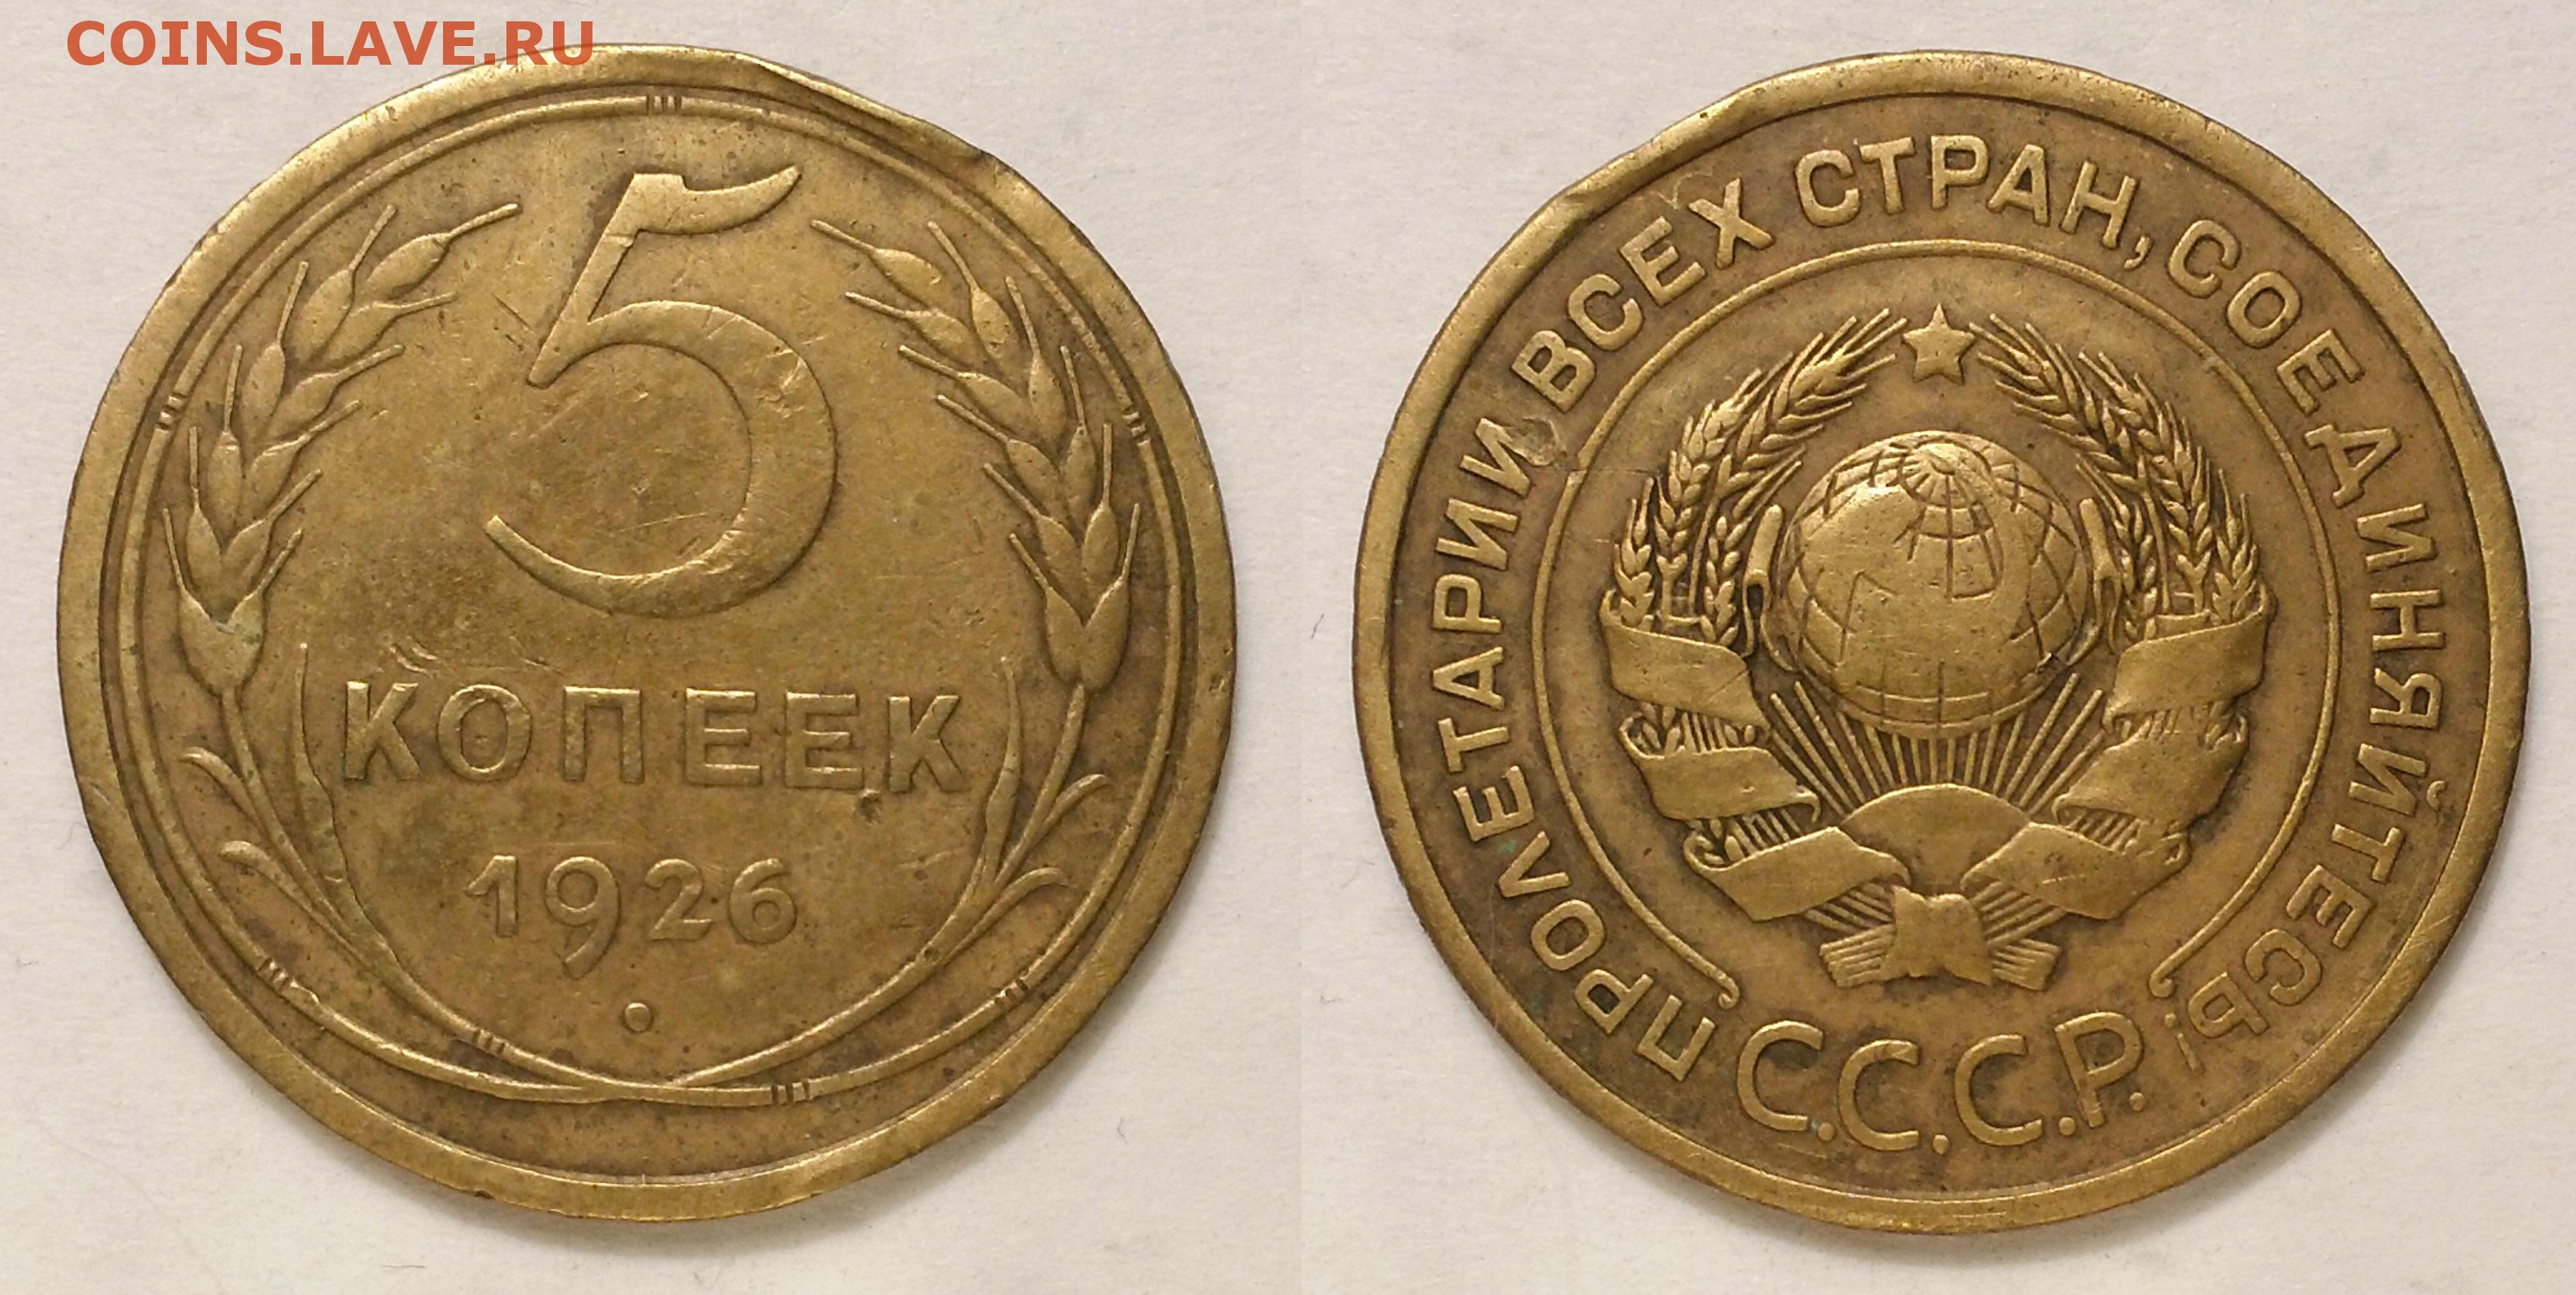 COINS.LAVE.RU
5
КОПЕЕК
1926
ПРОЛЕТАРИИ ВСЕХ СТРАН, СОЕДИНЯЙТЕСЬ!
С.С.С.Р.